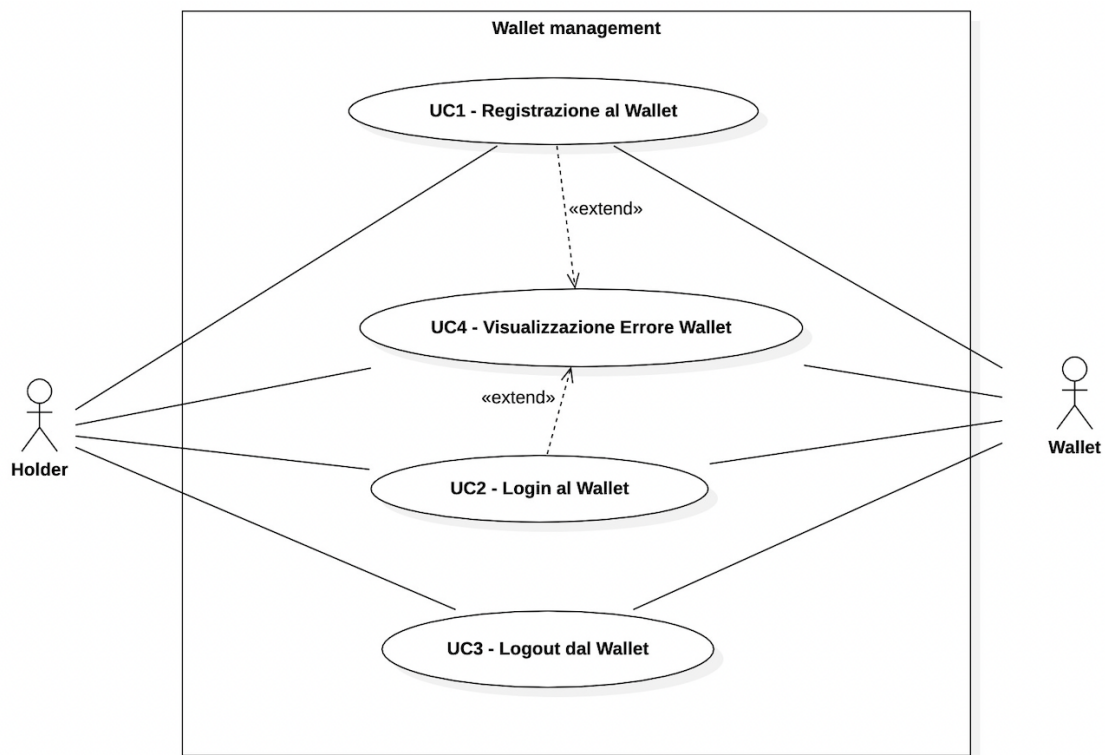 Wallet management
UC1 - Registrazione al Wallet
«extend»
UC4 - Visualizzazione Errore Wallet
«extend»
Holder
Wallet
UC2 - Login al Wallet
UC3 - Logout dal Wallet